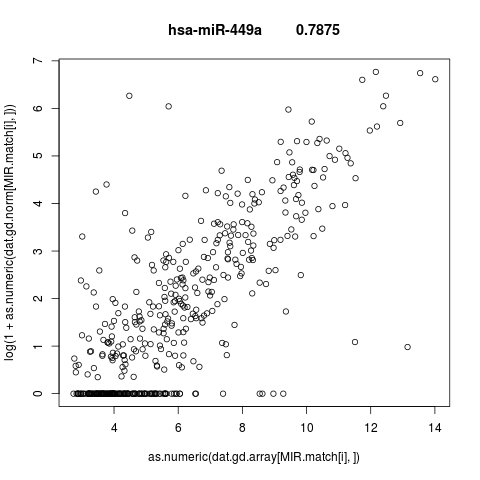 hsa-miR-449a 0.7875
7
6
5
4
3
2
1
0
log(1 + as.numeric(dat.gd.norm[MIR.match[i], ]))
4 6 8 10 12 14
as.numeric(dat.gd.array[MIR.match[i], ])